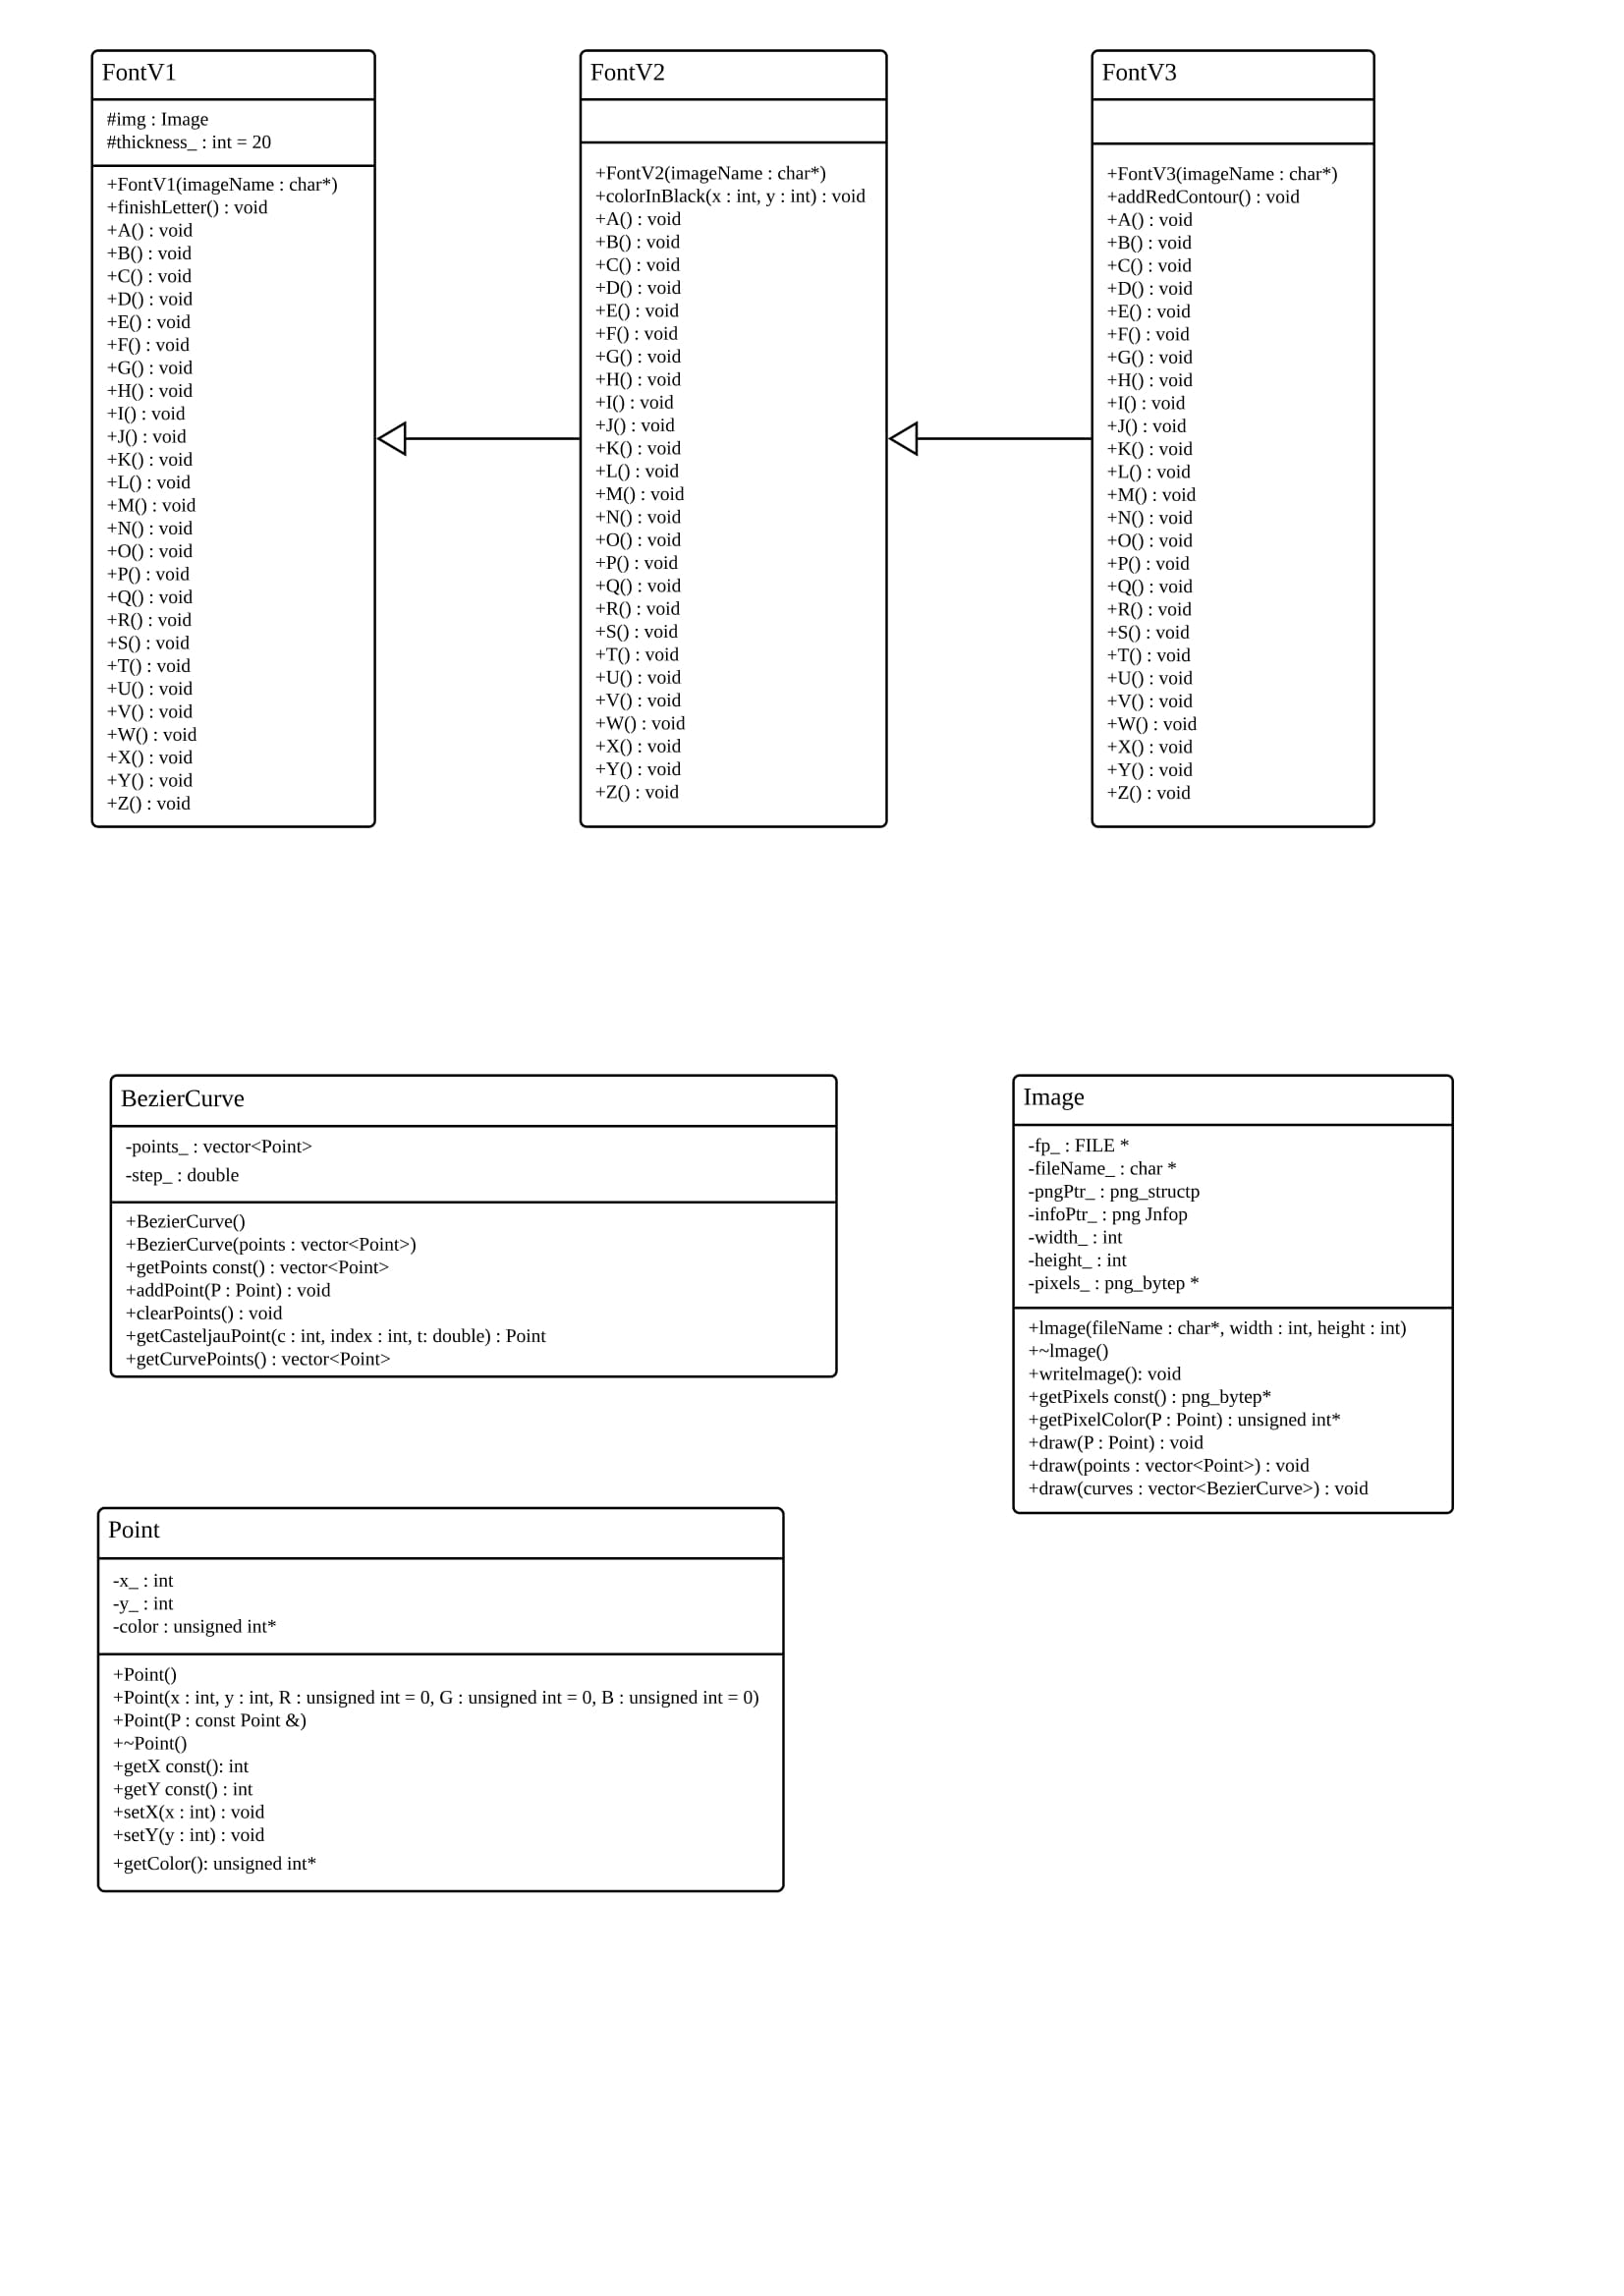 FontV1
#img : Image
#thickness_ : int = 20
+FontV1(imageName : char*)
+finishLetter() : void
+A() : void
+B() : void
+C() : void
+D() : void
+E() : void
+F() : void
+G() : void
+H() : void
+I() : void
+J() : void
+K() : void
+L() : void
+M() : void
+N() : void
+O() : void
+P() : void
+Q() : void
+R() : void
+S() : void
+T() : void
+U() : void
+V() : void
+W() : void
+X() : void
+Y() : void
+Z() : void
FontV2
+FontV2(imageName : char*)
+colorInBlack(x : int, y : int) : void
+A() : void
+B() : void
+C() : void
+D() : void
+E() : void
+F() : void
+G() : void
+H() : void
+I() : void
+J() : void
+K() : void
+L() : void
+M() : void
+N() : void
+O() : void
+P() : void
+Q() : void
+R() : void
+S() : void
+T() : void
+U() : void
+V() : void
+W() : void
+X() : void
+Y() : void
+Z() : void
FontV3
+FontV3(imageName : char*)
+addRedContour() : void
+A() : void
+B() : void
+C() : void
+D() : void
+E() : void
+F() : void
+G() : void
+H() : void
+I() : void
+J() : void
+K() : void
+L() : void
+M() : void
+N() : void
+O() : void
+P() : void
+Q() : void
+R() : void
+S() : void
+T() : void
+U() : void
+V() : void
+W() : void
+X() : void
+Y() : void
+Z() : void
BezierCurve
-points_ : vector<Point>
-step_ : double
+BezierCurve()
+BezierCurve(points : vector<Point>)
+getPoints const() : vector<Point>
+addPoint(P : Point) : void
+clearPoints() : void
+getCasteljauPoint(c : int, index : int, t: double) : Point
+getCurvePoints() : vector<Point>
Image
-fp_ : FILE *
-fileName_ : char *
-pngPtr_ : png_structp
-infoPtr_ : png Jnfop
-width_ : int
-height_ : int
-pixels_ : png_bytep *
+lmage(fileName : char*, width : int, height : int)
+~lmage()
+writelmage(): void
+getPixels const() : png_bytep*
+getPixelColor(P : Point) : unsigned int*
+draw(P : Point) : void
+draw(points : vector<Point>) : void
+draw(curves : vector<BezierCurve>) : void
Point
-x_ : int
-y_ : int
-color : unsigned int*
+Point()
+Point(x : int, y : int, R : unsigned int = 0, G : unsigned int = 0, B : unsigned int = 0)
+Point(P : const Point &)
+~Point()
+getX const(): int
+getY const() : int
+setX(x : int) : void
+setY(y : int) : void
+getColor(): unsigned int*